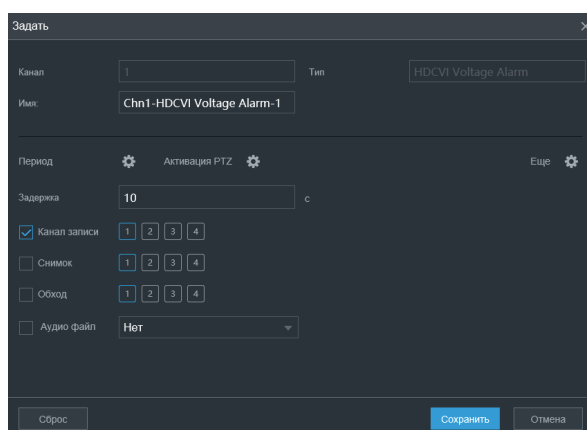 Задать
Канал 1 Тип HDCVI Voltage Alarm
Имя: Chn1-HDCVI Voltage Alarm-1
Период Активация PTZ Еще
Задержка 10 с
Канал записи 1 2 3 4
Снимок 1 2 3 4
Обход 1 2 3 4
Аудио файл Нет
Сброс Сохранить Отмена